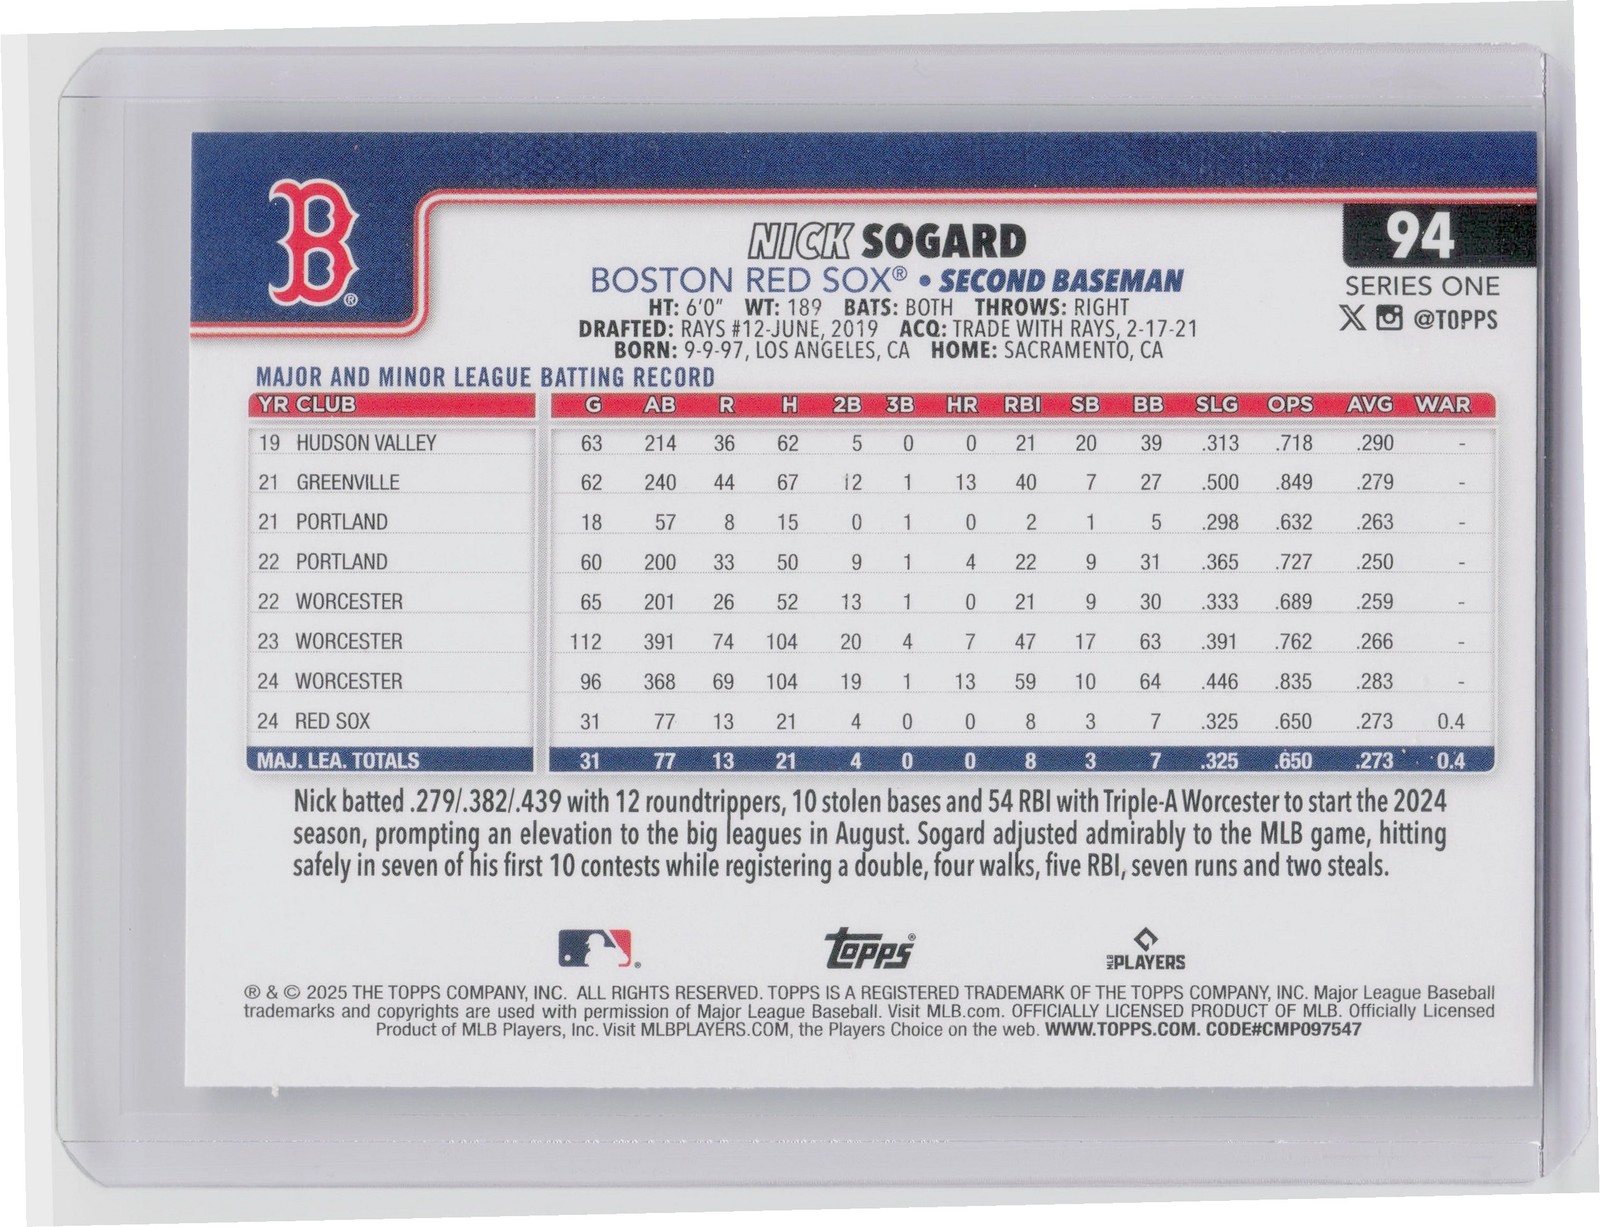 B®
94
NICK SOGARD
BOSTON RED SOX® • SECOND BASEMAN
SERIES ONE
HT: 6'0" WT: 189 BATS: BOTH THROWS: RIGHT
@TOPPS
DRAFTED: RAYS #12-JUNE, 2019 ACQ: TRADE WITH RAYS, 2-17-21
BORN: 9-9-97, LOS ANGELES, CA HOME: SACRAMENTO, CA
MAJOR AND MINOR LEAGUE BATTING RECORD
YR CLUB G AB R H 2B 3B HR RBI SB BB SLG OPS AVG WAR
19 HUDSON VALLEY 63 214 36 62 5 0 0 21 20 39 .313 .718 .290 -
21 GREENVILLE 62 240 44 67 12 1 13 40 7 27 .500 .849 .279 -
21 PORTLAND 18 57 8 15 0 1 0 2 1 5 .298 .632 .263 -
22 PORTLAND 60 200 33 50 9 1 4 22 9 31 .365 .727 .250 -
22 WORCESTER 65 201 26 52 13 1 0 21 9 30 .333 .689 .259 -
23 WORCESTER 112 391 74 104 20 4 7 47 17 63 .391 .762 .266 -
24 WORCESTER 96 368 69 104 19 1 13 59 10 64 .446 .835 .283 -
24 RED SOX 31 77 13 21 4 0 0 8 3 7 .325 .650 .273 0.4
MAJ. LEA. TOTALS 31 77 13 21 4 0 0 8 3 7 .325 .650 .273 0.4
Nick batted .279/.382/.439 with 12 roundtrippers, 10 stolen bases and 54 RBI with Triple-A Worcester to start the 2024
season, prompting an elevation to the big leagues in August. Sogard adjusted admirably to the MLB game, hitting
safely in seven of his first 10 contests while registering a double, four walks, five RBI, seven runs and two steals.
Topps® MLB PLAYERS
® & © 2025 THE TOPPS COMPANY, INC. ALL RIGHTS RESERVED. TOPPS IS A REGISTERED TRADEMARK OF THE TOPPS COMPANY, INC. Major League Baseball
trademarks and copyrights are used with permission of Major League Baseball. Visit MLB.com. OFFICIALLY LICENSED PRODUCT OF MLB. Officially Licensed
Product of MLB Players, Inc. Visit MLBPLAYERS.COM, the Players Choice on the web. WWW.TOPPS.COM. CODE#CMP097547